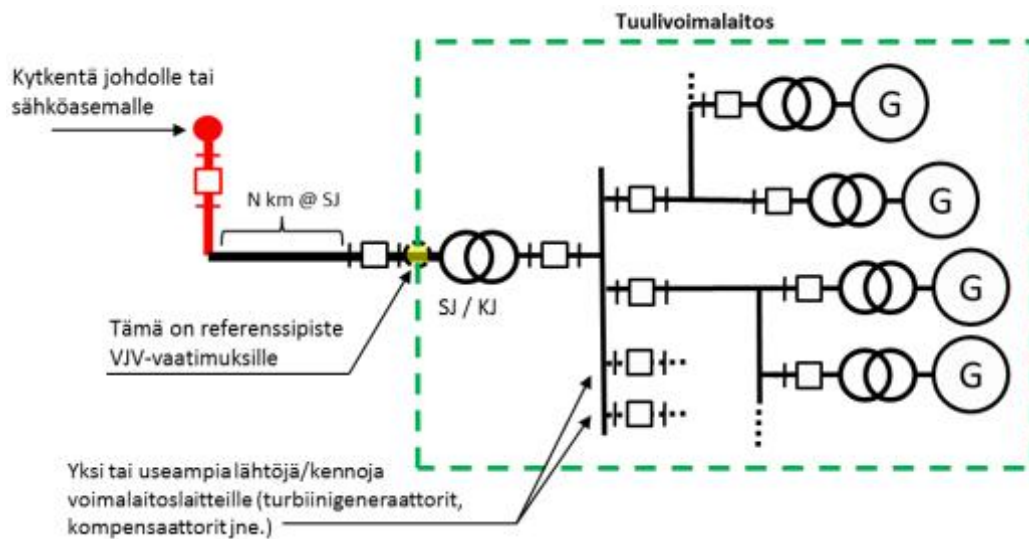 Tuulivoimalaitos
Kytkentä johdolle tai
sähköasemalle
N km @ SJ
G
G
G
G
SJ / KJ
Tämä on referenssipiste
VJV-vaatimuksille
Yksi tai useampia lähtöjä/kennoja
voimalaitoslaitteille (turbiinigeneraattorit,
kompensaattorit jne.)